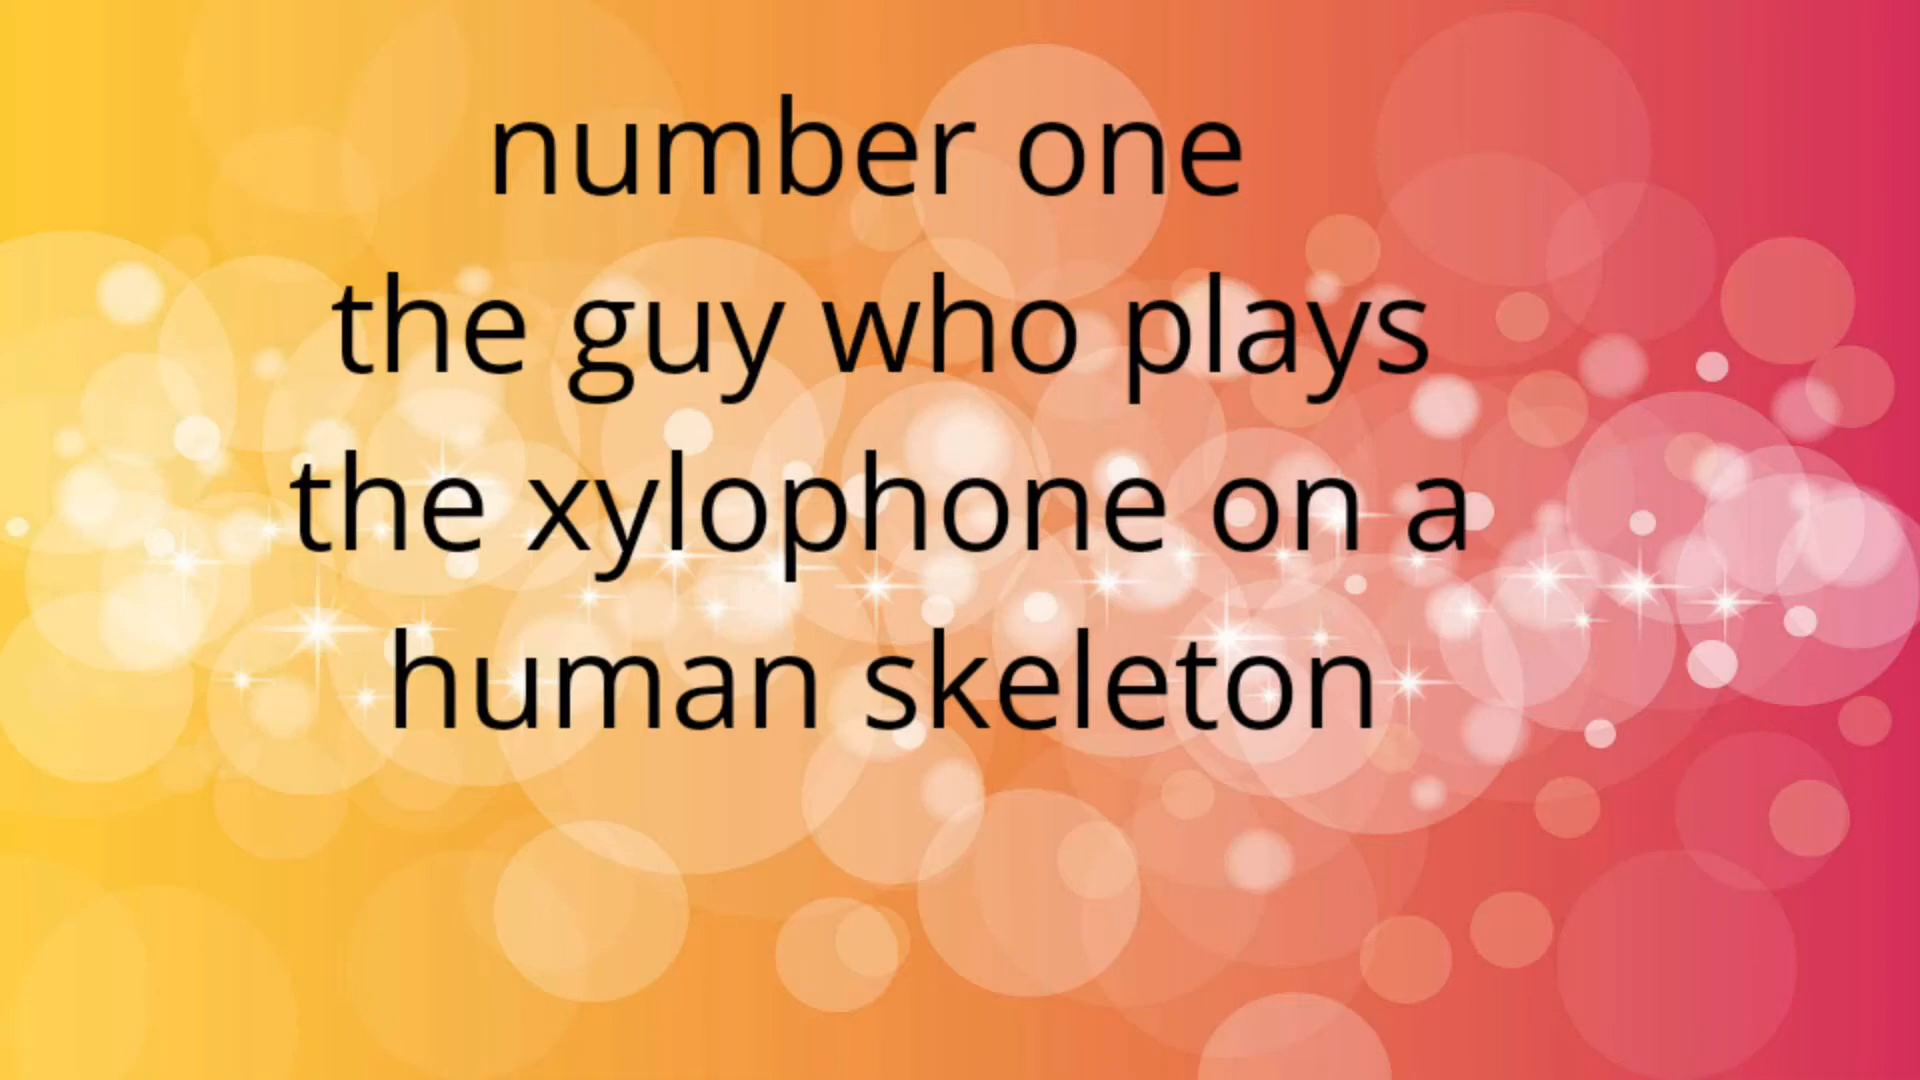 number one
the guy who plays
the xylophone on a
human skeleton